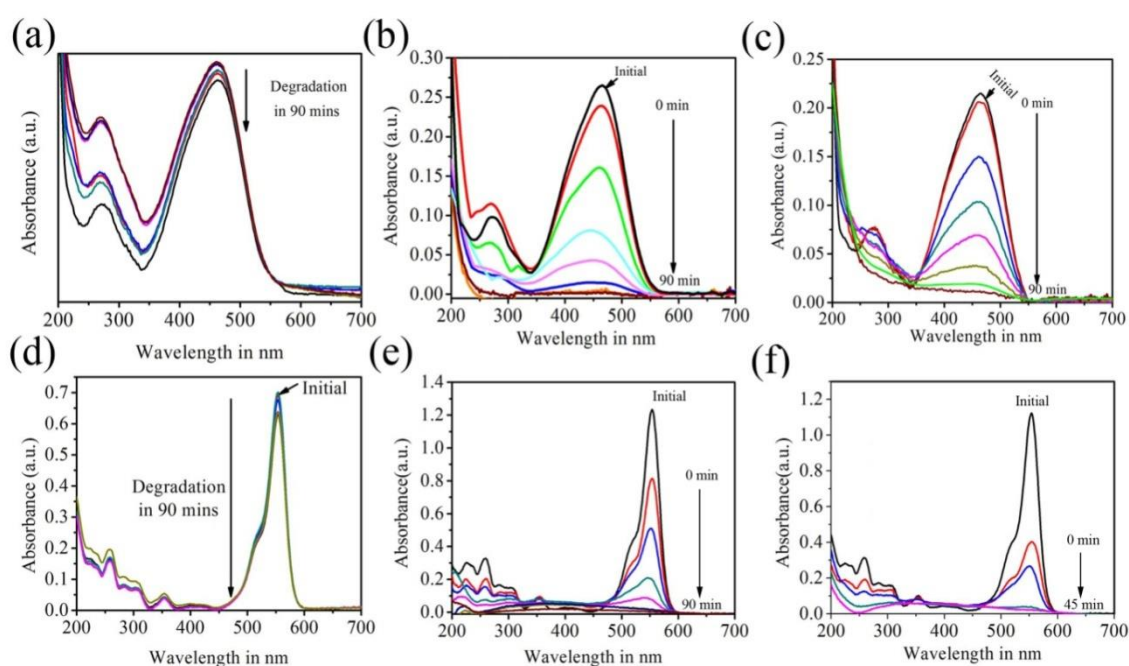 (a)
Absorbance (a.u.)
Degradation
in 90 mins
200 300 400 500 600 700
Wavelength in nm
(b)
Absorbance (a.u.)
0.30
0.25
0.20
0.15
0.10
0.05
0.00
Initial
0 min
90 min
200 300 400 500 600 700
Wavelength in nm
(c)
Absorbance (a.u.)
0.25
0.20
0.15
0.10
0.05
0.00
Initial
0 min
90 min
200 300 400 500 600 700
Wavelength in nm
(d)
Absorbance (a.u.)
0.7
0.6
0.5
0.4
0.3
0.2
0.1
0.0
Initial
Degradation
in 90 mins
200 300 400 500 600 700
Wavelength in nm
(e)
Absorbance(a.u.)
1.4
1.2
1.0
0.8
0.6
0.4
0.2
0.0
Initial
0 min
90 min
200 300 400 500 600 700
Wavelength in nm
(f)
Absorbance(a.u.)
1.2
1.0
0.8
0.6
0.4
0.2
0.0
Initial
0 min
45 min
200 300 400 500 600 700
Wavelength in nm